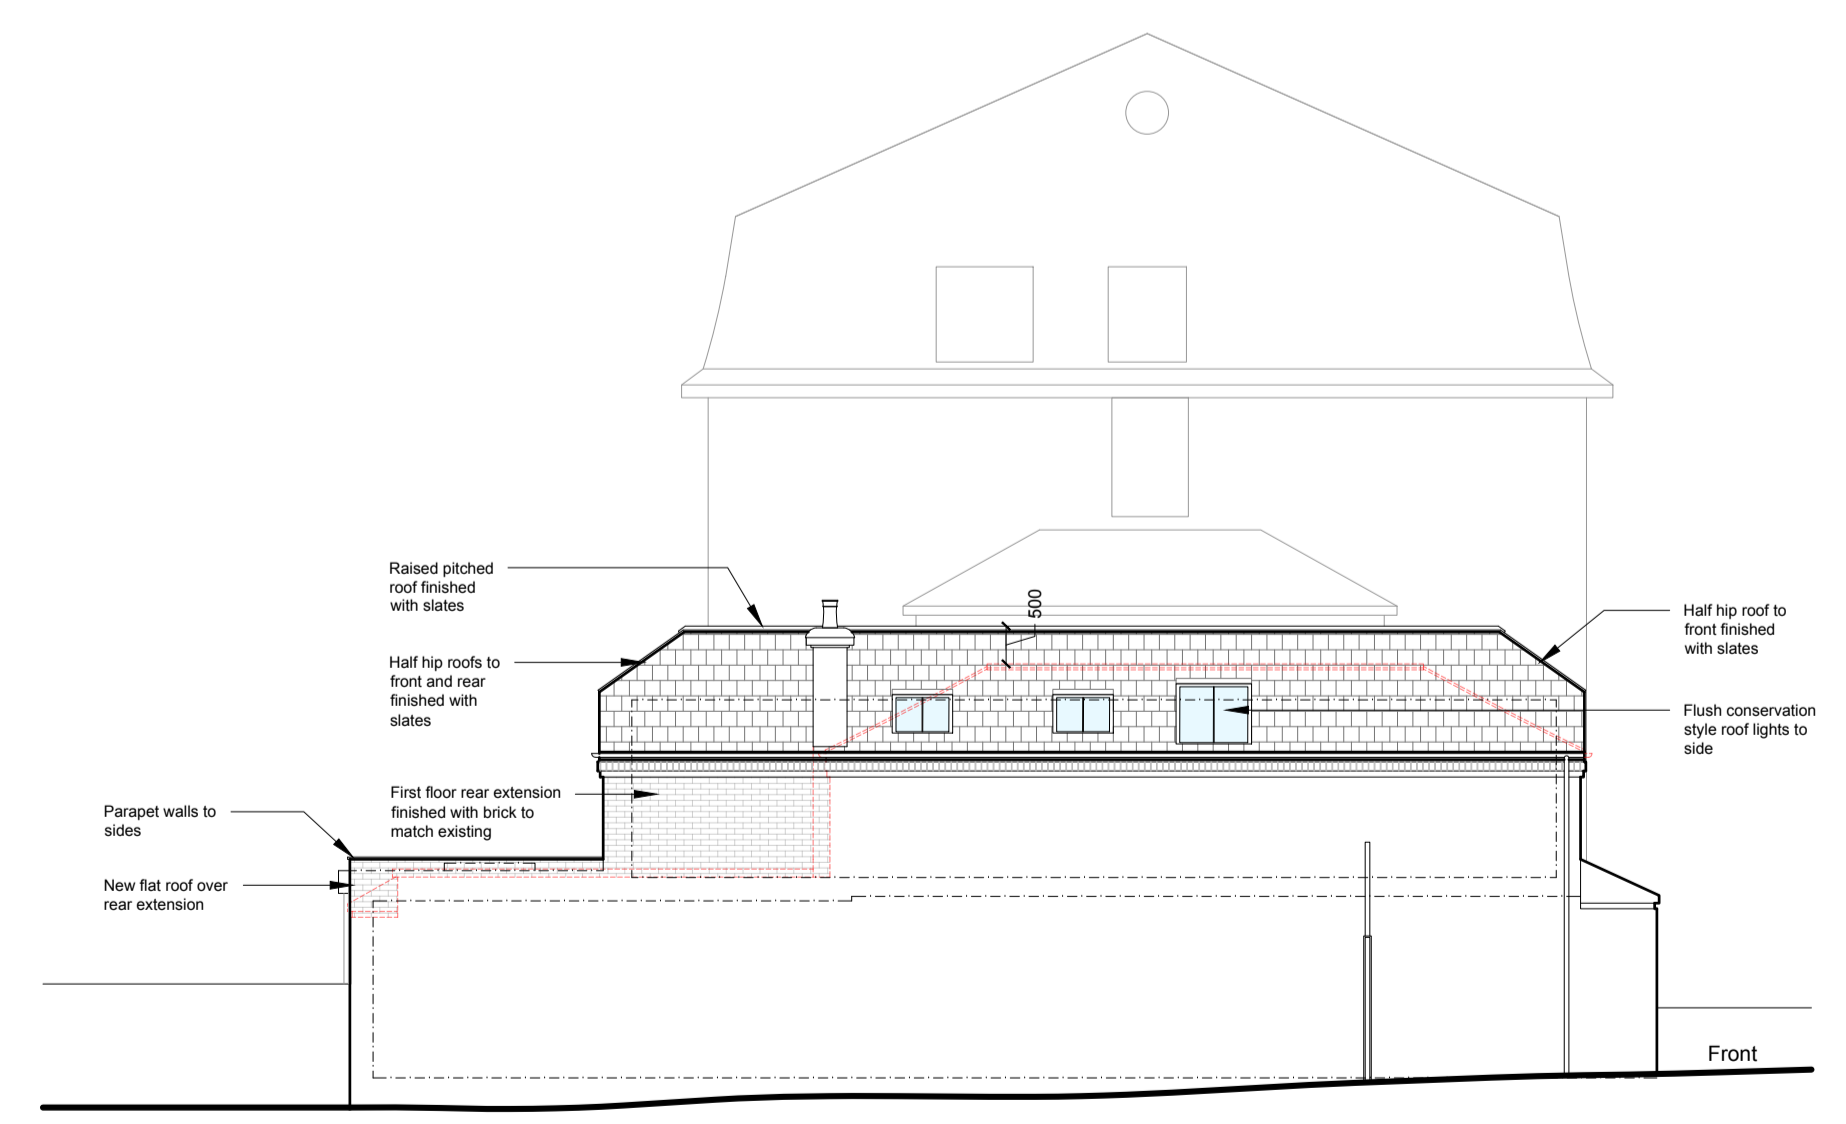 Raised pitched
roof finished
with slates
500
Half hip roof to
front finished
with slates
Half hip roofs to
front and rear
finished with
slates
Flush conservation
style roof lights to
side
First floor rear extension
finished with brick to
match existing
Parapet walls to
sides
New flat roof over
rear extension
Front